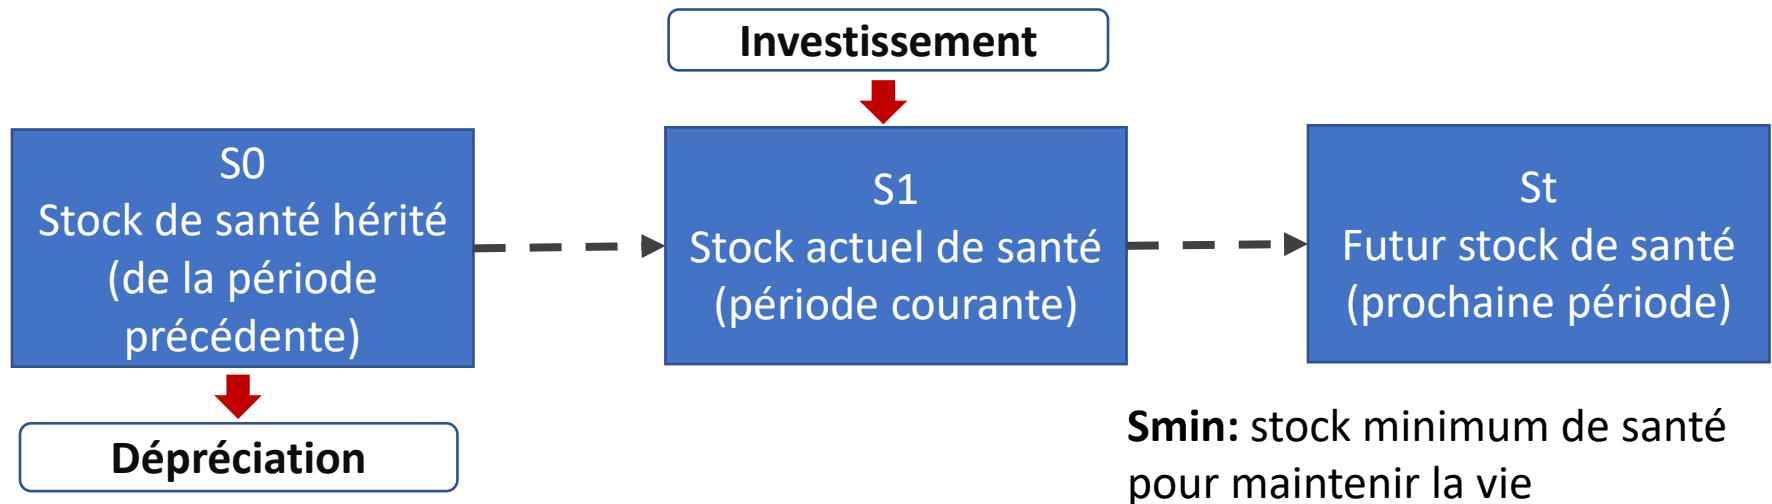 Investissement
S0
Stock de santé hérité
(de la période
précédente)
S1
Stock actuel de santé
(période courante)
St
Futur stock de santé
(prochaine période)
Dépréciation
Smin: stock minimum de santé
pour maintenir la vie